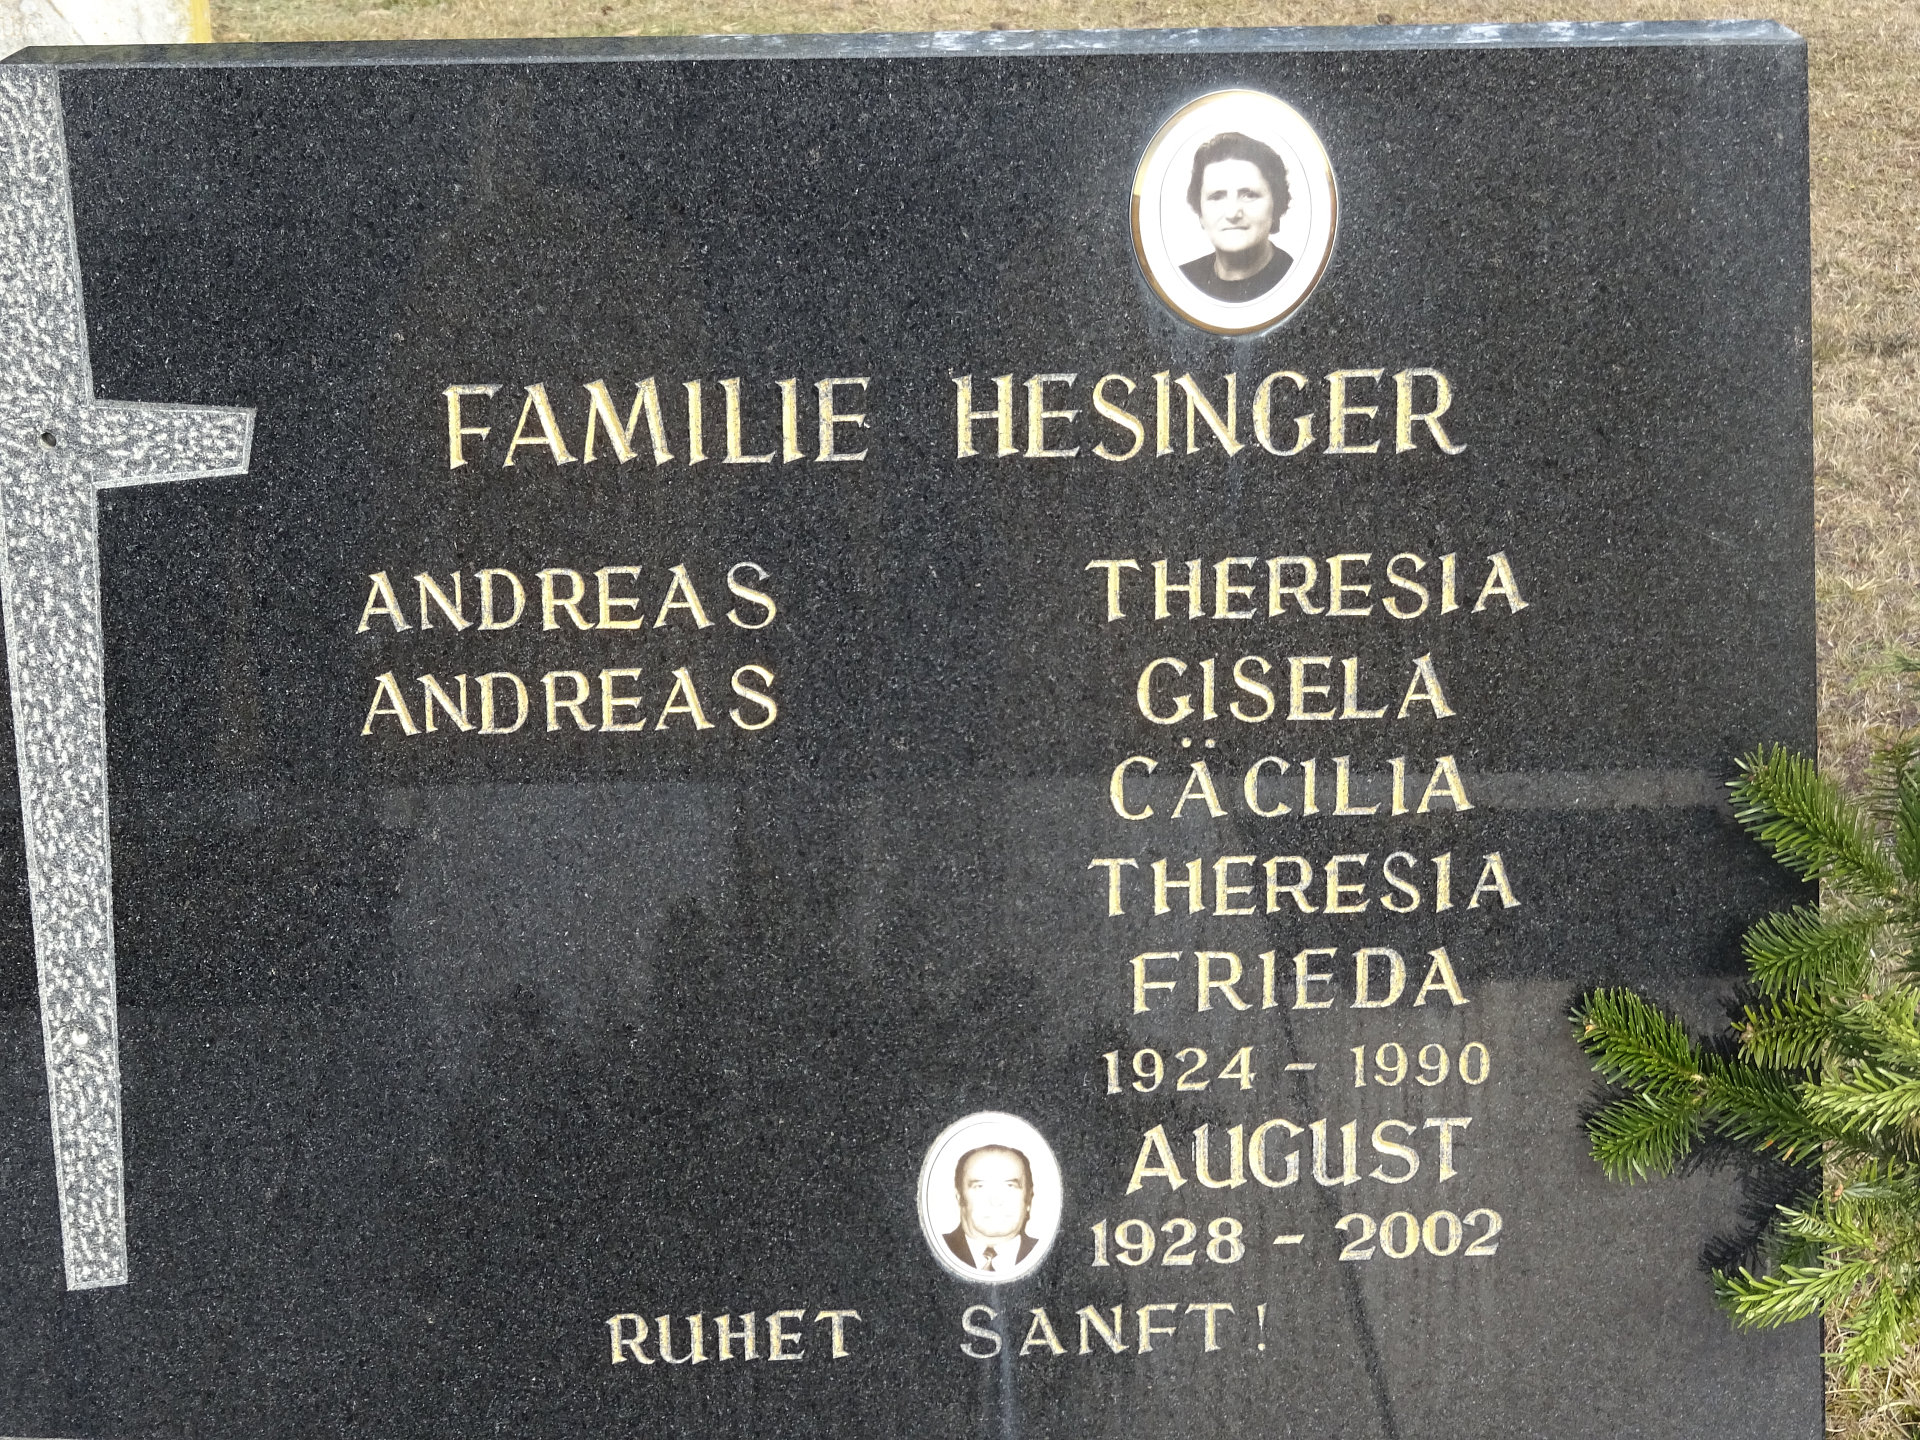 FAMILIE HESINGER
ANDREAS THERESIA
ANDREAS GISELA
CÄCILIA
THERESIA
FRIEDA
1924 - 1990
AUGUST
1928 - 2002
RUHET SANFT!